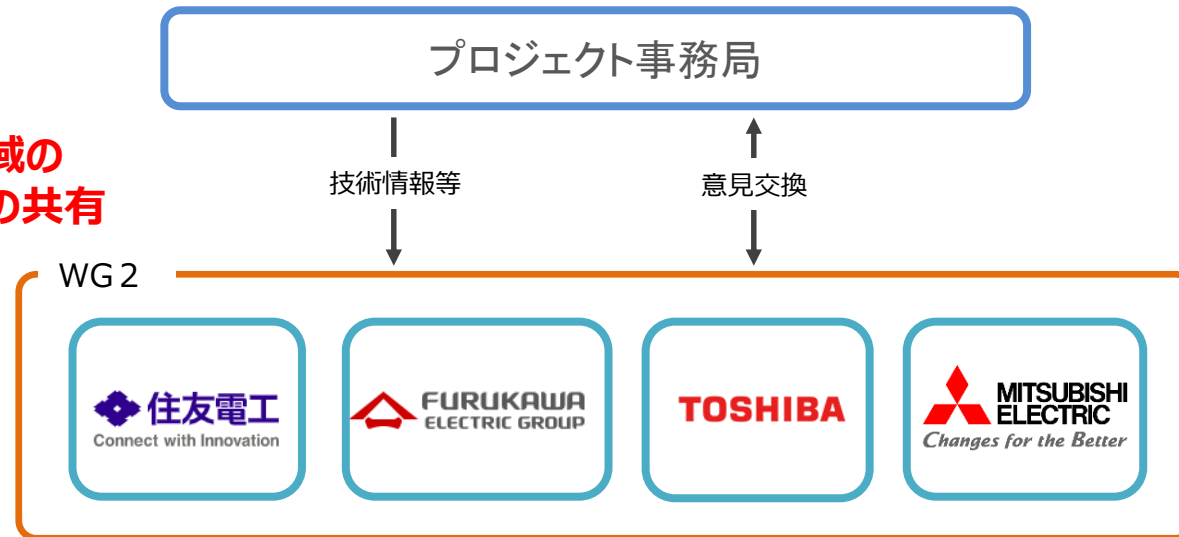 プロジェクト事務局
域の
の共有
技術情報等
意見交換
WG2
住友電工
Connect with Innovation
FURUKAWA
ELECTRIC GROUP
TOSHIBA
MITSUBISHI
ELECTRIC
Changes for the Better